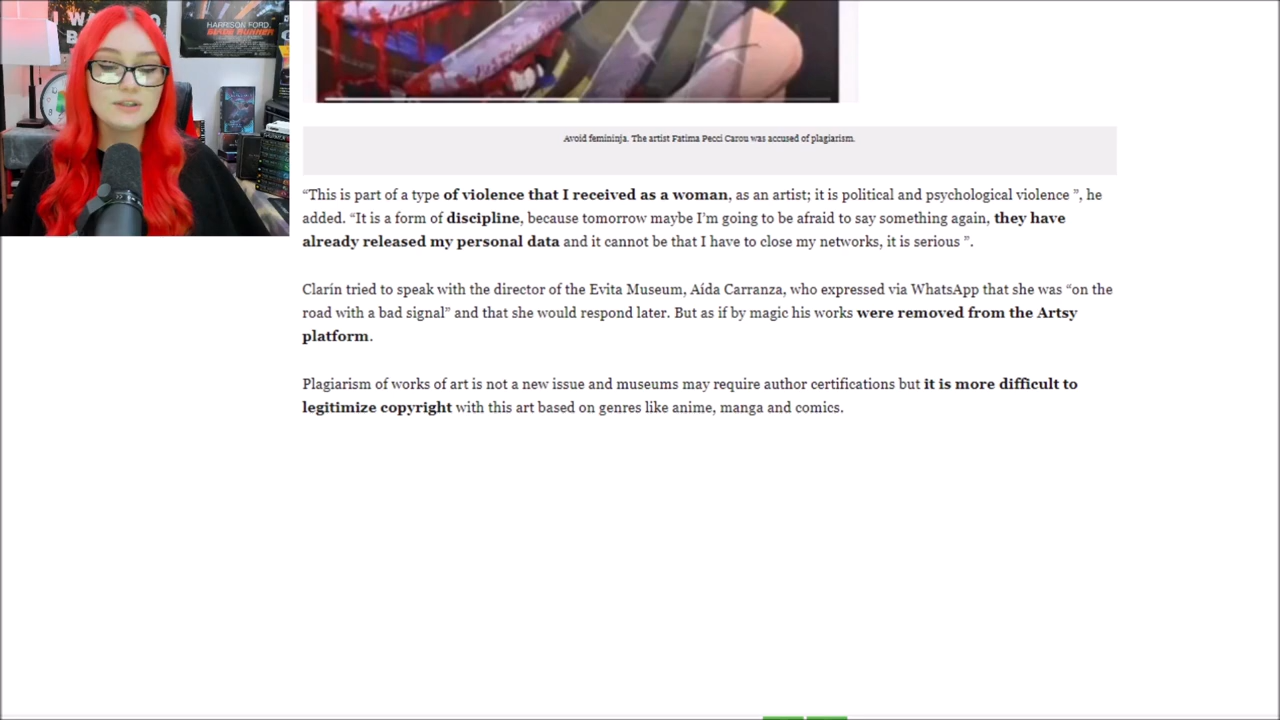 HARRISON FORD
BLADE RUNNER
Avoid femininja. The artist Fatima Pecci Carou was accused of plagiarism.
“This is part of a type of violence that I received as a woman, as an artist; it is political and psychological violence ”, he
added. “It is a form of discipline, because tomorrow maybe I’m going to be afraid to say something again, they have
already released my personal data and it cannot be that I have to close my networks, it is serious ”.
Clarín tried to speak with the director of the Evita Museum, Aída Carranza, who expressed via WhatsApp that she was “on the
road with a bad signal” and that she would respond later. But as if by magic his works were removed from the Artsy
platform.
Plagiarism of works of art is not a new issue and museums may require author certifications but it is more difficult to
legitimize copyright with this art based on genres like anime, manga and comics.